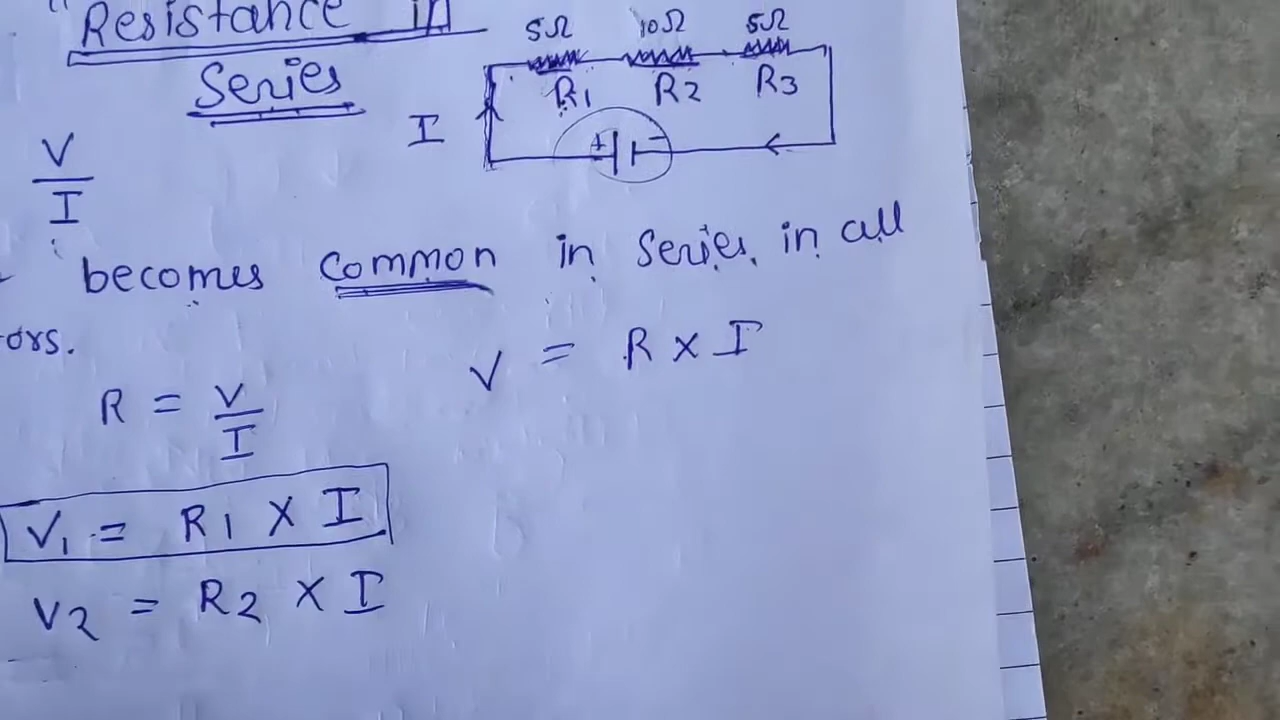 "Resistance in
Series
5Ω 10Ω 5Ω
R1 R2 R3
I
+ -
V
I
becomes common in series in all
ors.
V = R × I
R = V
I
V1 = R1 × I
V2 = R2 × I